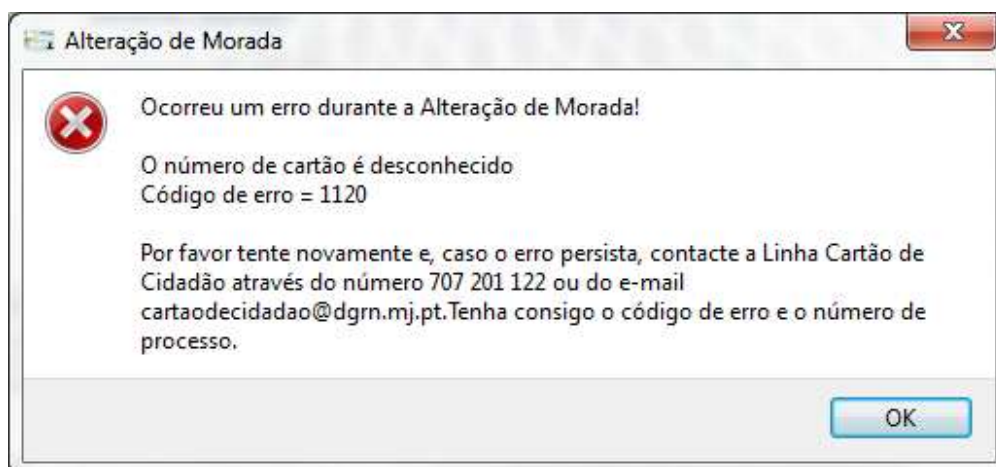 Alteração de Morada
Ocorreu um erro durante a Alteração de Morada!
O número de cartão é desconhecido
Código de erro = 1120
Por favor tente novamente e, caso o erro persista, contacte a Linha Cartão de
Cidadão através do número 707 201 122 ou do e-mail
cartaodecidadao@dgrn.mj.pt.Tenha consigo o código de erro e o número de
processo.
OK